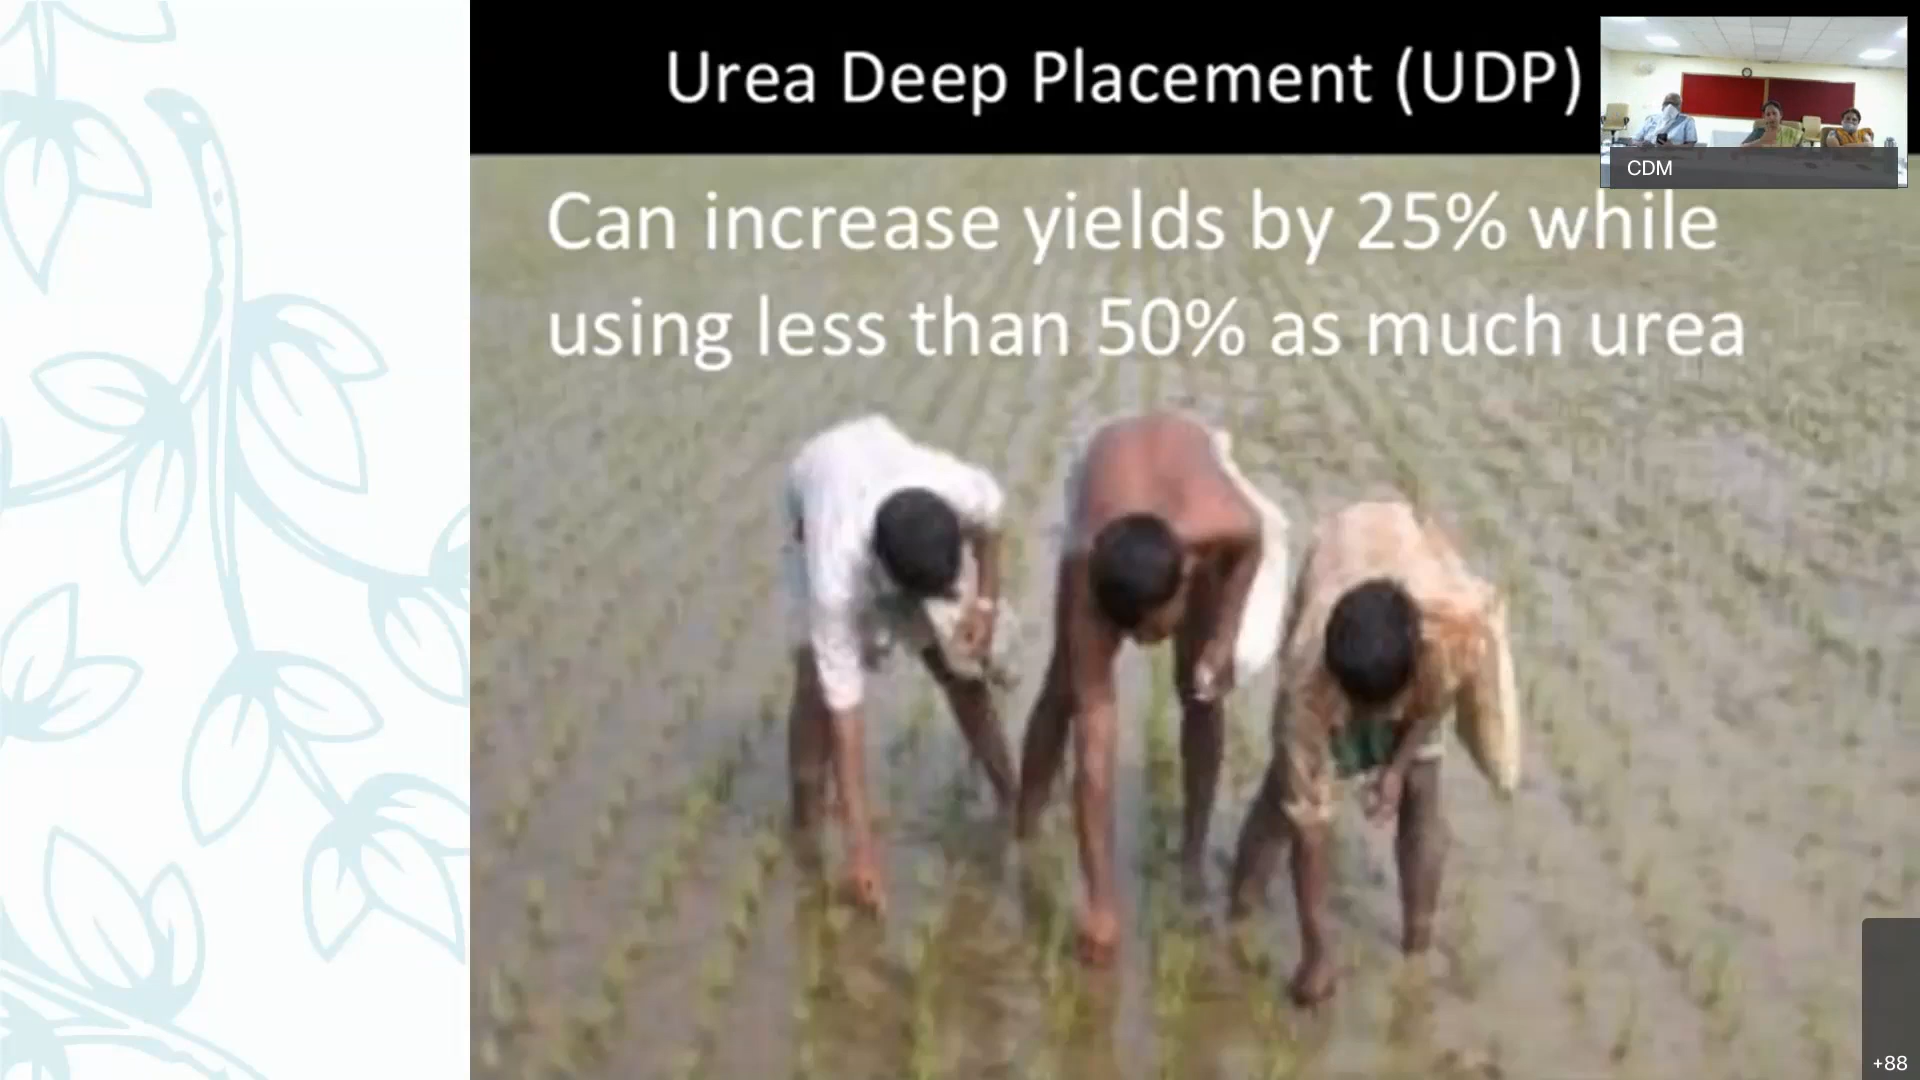 Urea Deep Placement (UDP)
CDM
Can increase yields by 25% while
using less than 50% as much urea
+88